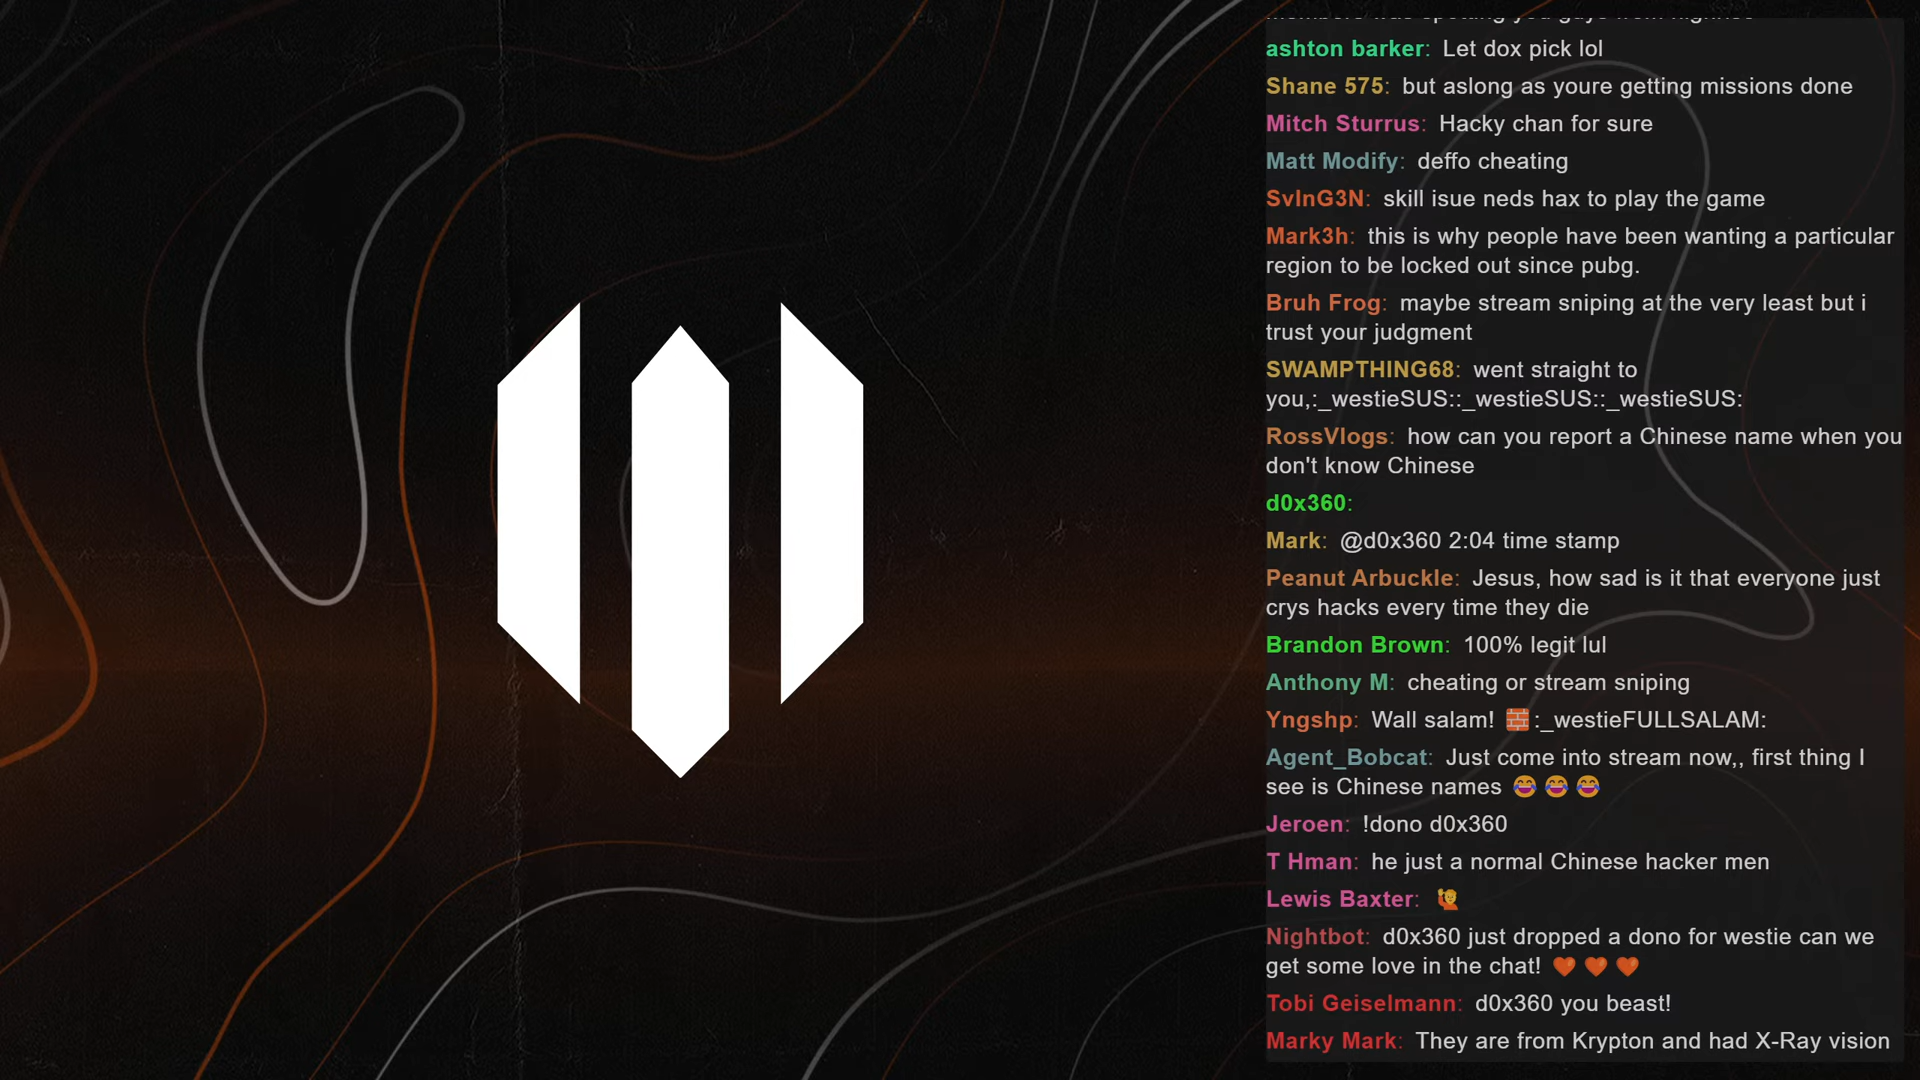 ashton barker: Let dox pick lol
Shane 575: but aslong as youre getting missions done
Mitch Sturrus: Hacky chan for sure
Matt Modify: deffo cheating
SvInG3N: skill isue neds hax to play the game
Mark3h: this is why people have been wanting a particular
region to be locked out since pubg.
Bruh Frog: maybe stream sniping at the very least but i
trust your judgment
SWAMPTHING68: went straight to
you,:_westieSUS::_westieSUS::_westieSUS:
RossVlogs: how can you report a Chinese name when you
don't know Chinese
d0x360:
Mark: @d0x360 2:04 time stamp
Peanut Arbuckle: Jesus, how sad is it that everyone just
crys hacks every time they die
Brandon Brown: 100% legit lul
Anthony M: cheating or stream sniping
Yngshp: Wall salam! 🧱:_westieFULLSALAM:
Agent_Bobcat: Just come into stream now,, first thing I
see is Chinese names 😂 😂 😂
Jeroen: !dono d0x360
T Hman: he just a normal Chinese hacker men
Lewis Baxter: 🙋
Nightbot: d0x360 just dropped a dono for westie can we
get some love in the chat! ❤️ ❤️ ❤️
Tobi Geiselmann: d0x360 you beast!
Marky Mark: They are from Krypton and had X-Ray vision